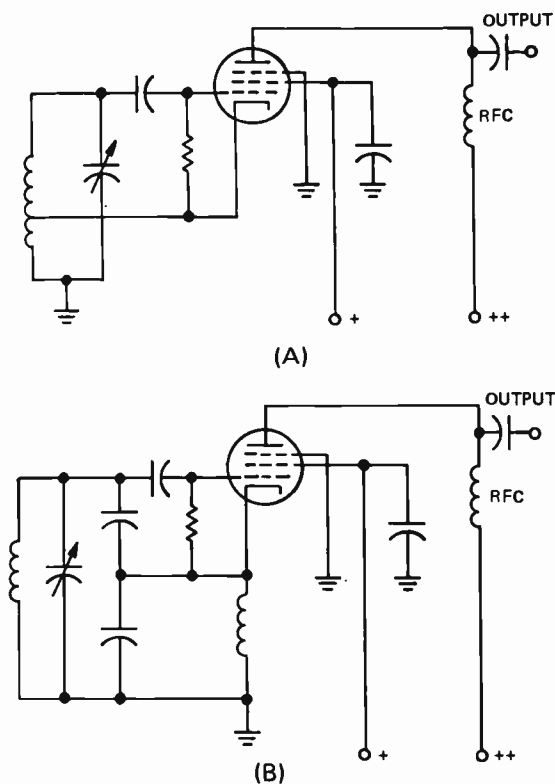 OUTPUT
RFC
+
++
(A)
OUTPUT
RFC
+
++
(B)